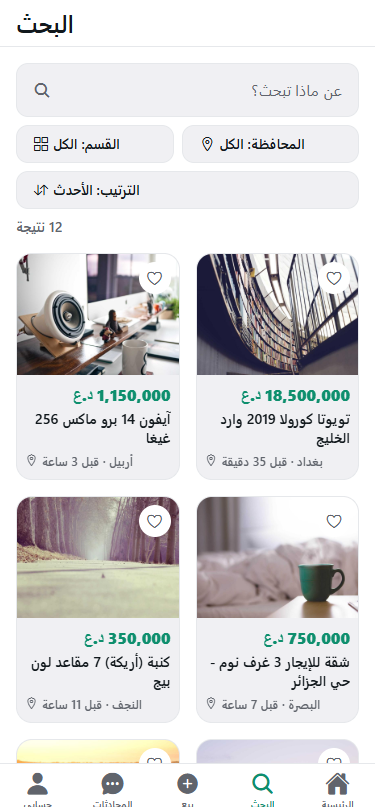 البحث
عن ماذا تبحث؟
المحافظة: الكل
القسم: الكل
الترتيب: الأحدث
12 نتيجة
18,500,000 د.ع
تويوتا كورولا 2019 وارد
الخليج
بغداد · قبل 35 دقيقة
1,150,000 د.ع
آيفون 14 برو ماكس 256
غيغا
أربيل · قبل 3 ساعة
750,000 د.ع
شقة للإيجار 3 غرف نوم -
حي الجزائر
البصرة · قبل 7 ساعة
350,000 د.ع
كنبة (أريكة) 7 مقاعد لون
بيج
النجف · قبل 11 ساعة
الرئيسية
البحث
بيع
المحادثات
حسابي